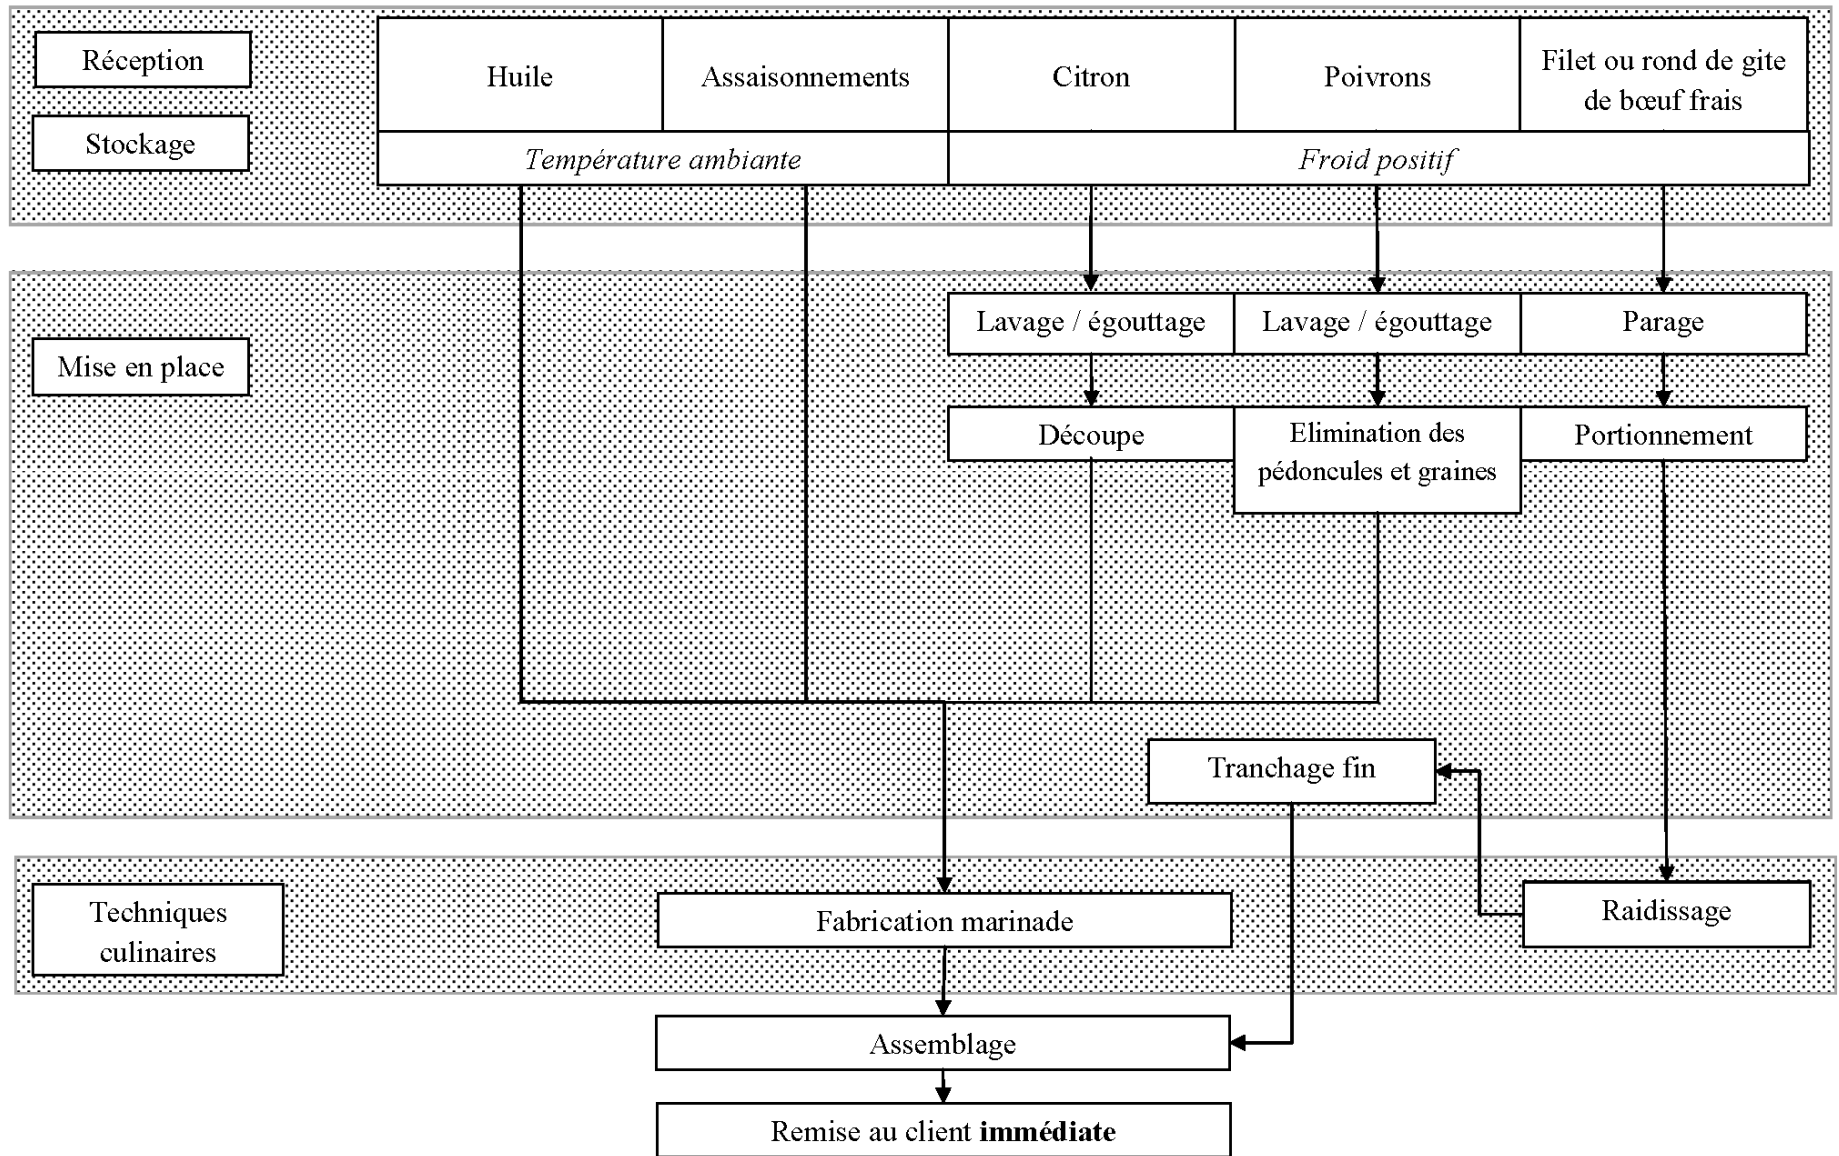 Réception
Huile
Assaisonnements
Citron
Poivrons
Filet ou rond de gite
de bœuf frais
Stockage
Température ambiante
Froid positif
Mise en place
Lavage / égouttage
Lavage / égouttage
Parage
Découpe
Elimination des
pédoncules et graines
Portionnement
Tranchage fin
Techniques
culinaires
Fabrication marinade
Raidissage
Assemblage
Remise au client immédiate